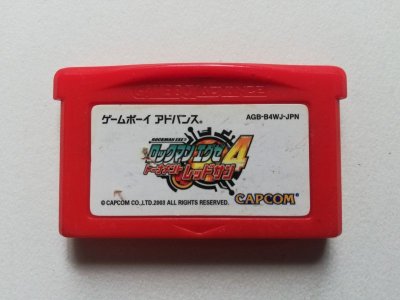 GAME BOY ADVANCE
ゲームボーイ アドバンス
AGB-B4WJ-JPN
ROCKMAN EXE
ロックマン エグゼ 4
トーナメント レッドサン
© CAPCOM CO.,LTD.2003 ALL RIGHTS RESERVED.
CAPCOM